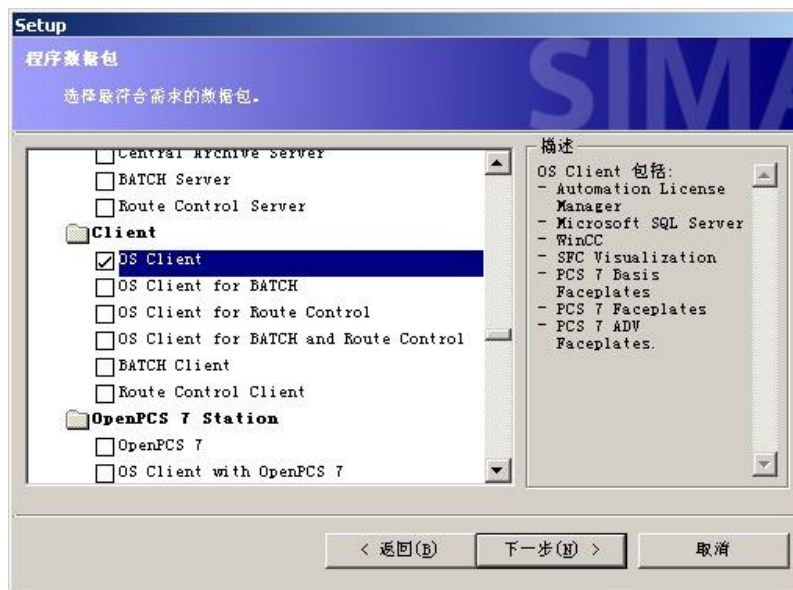 Setup
程序数据包
选择最符合需求的数据包。
SIMA
Central Archive Server
BATCH Server
Route Control Server
Client
OS Client
OS Client for BATCH
OS Client for Route Control
OS Client for BATCH and Route Control
BATCH Client
Route Control Client
OpenPCS 7 Station
OpenPCS 7
OS Client with OpenPCS 7
描述
OS Client 包括:
- Automation License
Manager
- Microsoft SQL Server
- WinCC
- SFC Visualization
- PCS 7 Basis
Faceplates
- PCS 7 Faceplates
- PCS 7 ADV
Faceplates.
< 返回(B)
下一步(N) >
取消